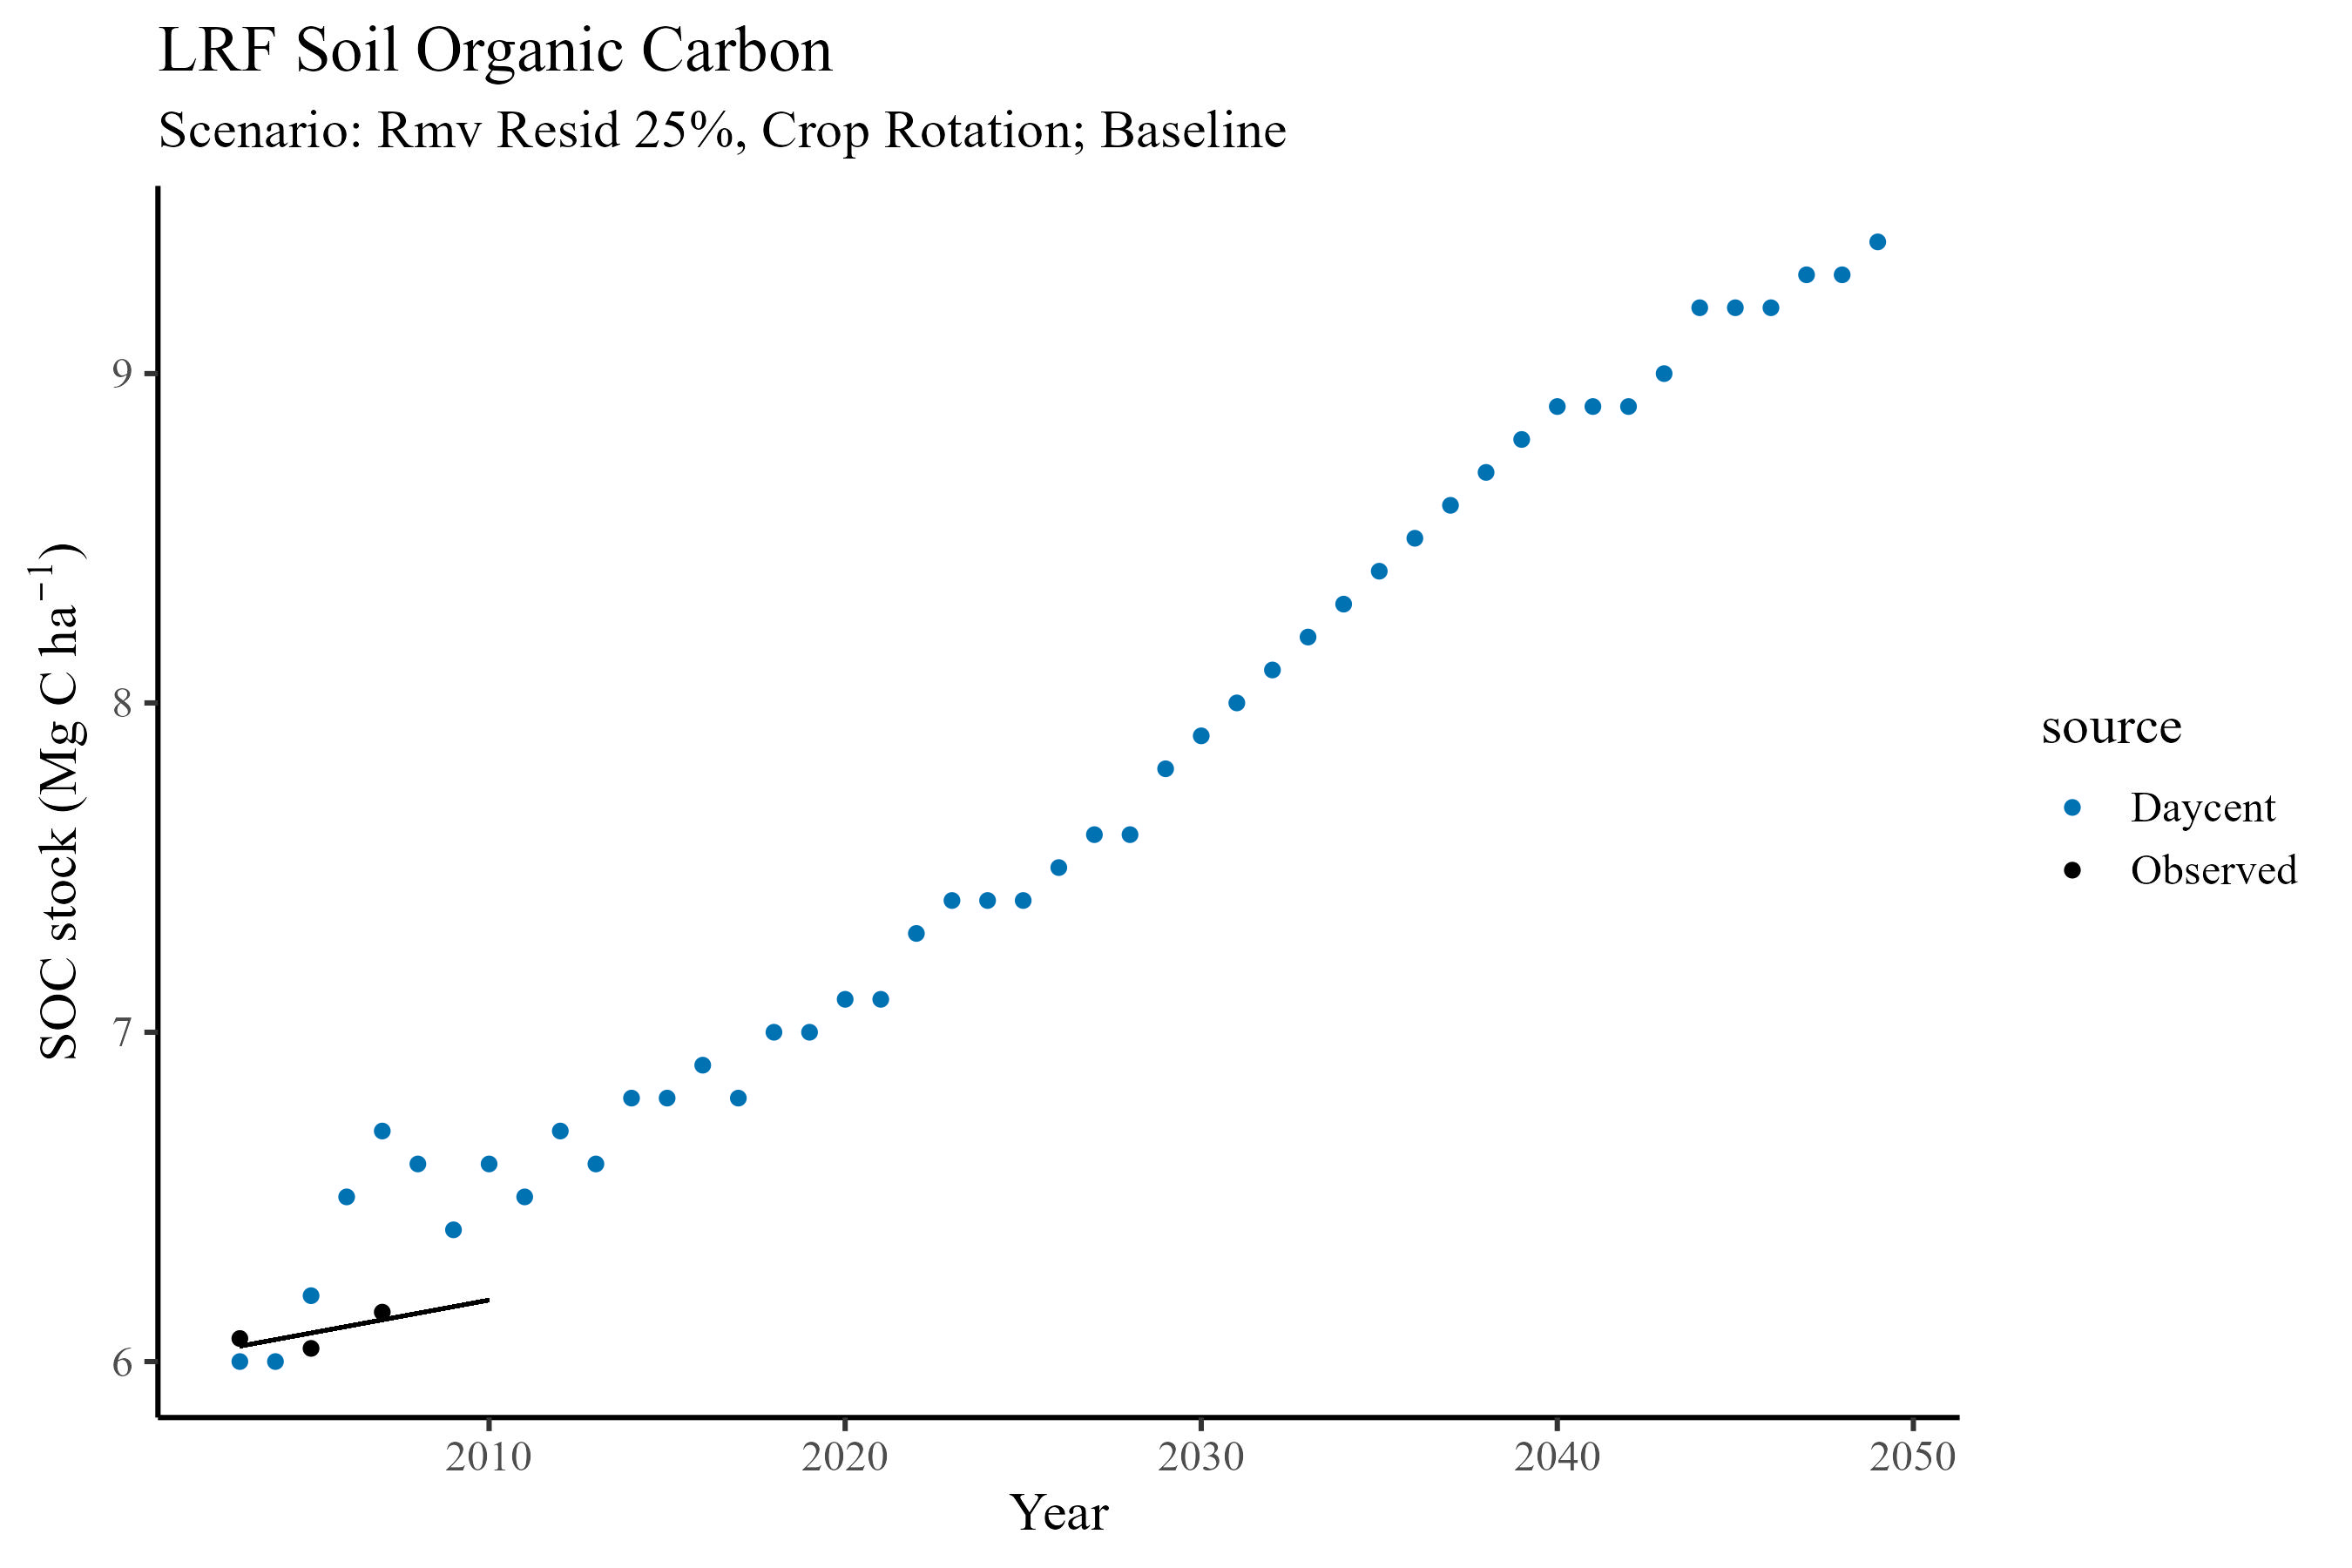 LRF Soil Organic Carbon
Scenario: Rmv Resid 25%, Crop Rotation; Baseline
SOC stock (Mg C ha⁻¹)
9
8
7
6
2010 2020 2030 2040 2050
Year
source
Daycent
Observed